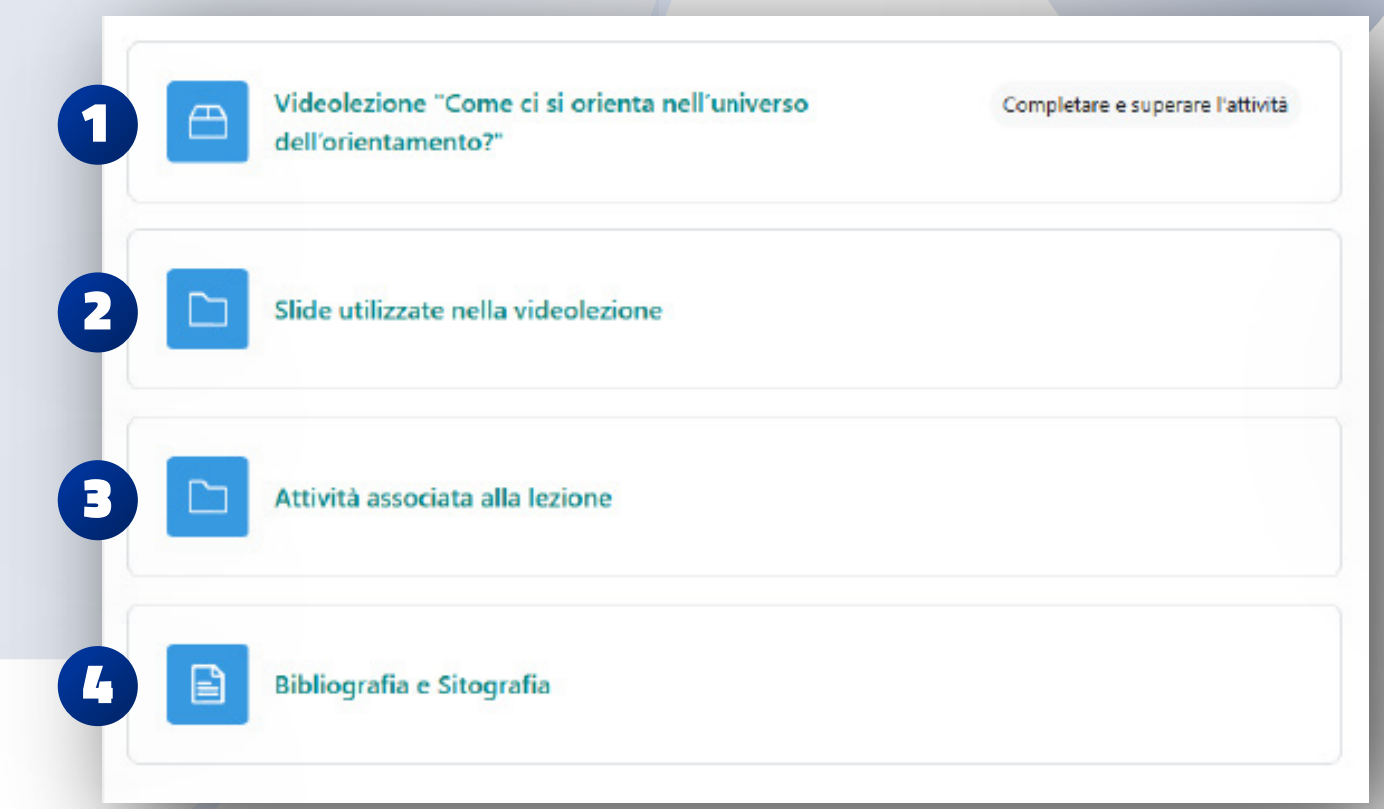 1
Videolezione "Come ci si orienta nell'universo
dell'orientamento?"
Completare e superare l'attività
2
Slide utilizzate nella videolezione
3
Attività associata alla lezione
4
Bibliografia e Sitografia